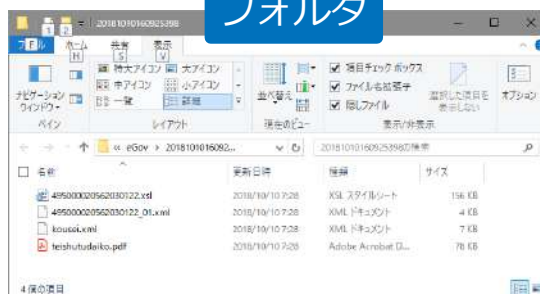 フォルダ
20181010160925398
1 2
ファイル ホーム 共有 表示
F H S V
ナビゲーション ウィンドウ
特大アイコン 大アイコン
中アイコン 小アイコン
一覧 詳細
並べ替え
項目チェック ボックス
ファイル名拡張子
隠しファイル
選択した項目を
表示しない
オプション
ペイン レイアウト 現在のビュー 表示/非表示
« eGov › 2018101016092... 20181010160925398の検索
名前 更新日時 種類 サイズ
495000020562030122.xsl 2018/10/10 7:28 XSL スタイルシート 156 KB
495000020562030122_01.xml 2018/10/10 7:28 XML ドキュメント 4 KB
kousei.xml 2018/10/10 7:28 XML ドキュメント 7 KB
teishutudaiko.pdf 2018/10/10 7:28 Adobe Acrobat D... 78 KB
4 個の項目